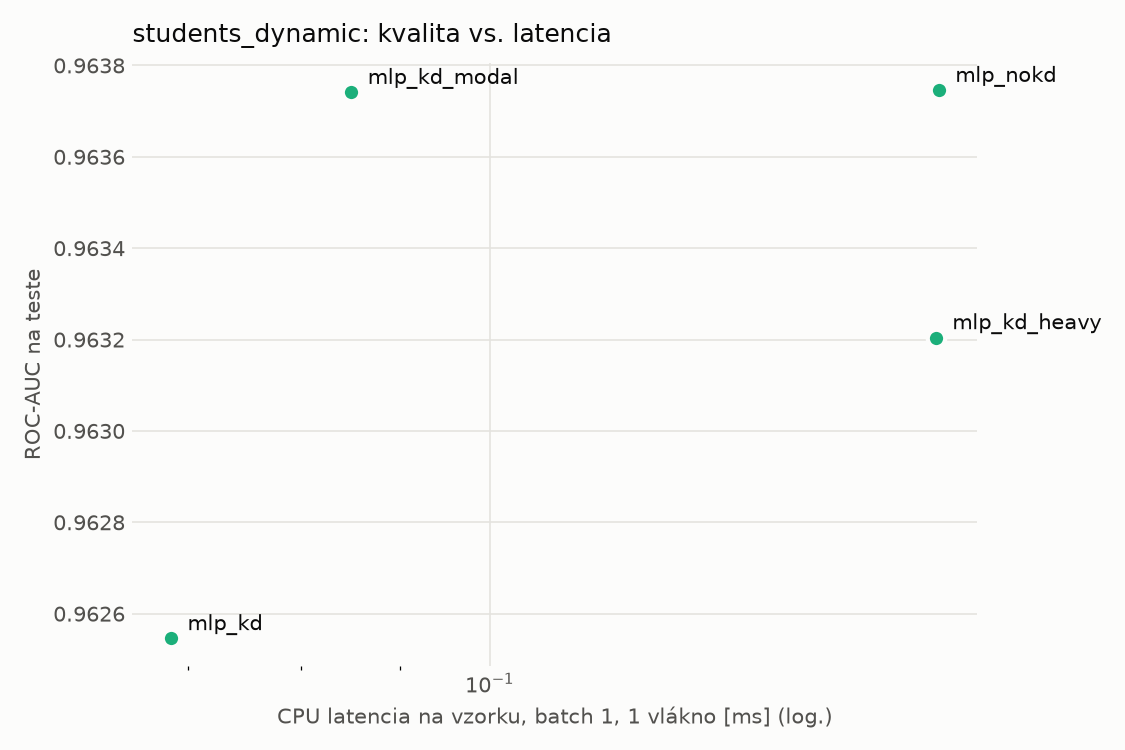 students_dynamic: kvalita vs. latencia
0.9638
mlp_kd_modal
mlp_nokd
0.9636
0.9634
ROC-AUC na teste
mlp_kd_heavy
0.9632
0.9630
0.9628
0.9626
mlp_kd
10⁻¹
CPU latencia na vzorku, batch 1, 1 vlákno [ms] (log.)